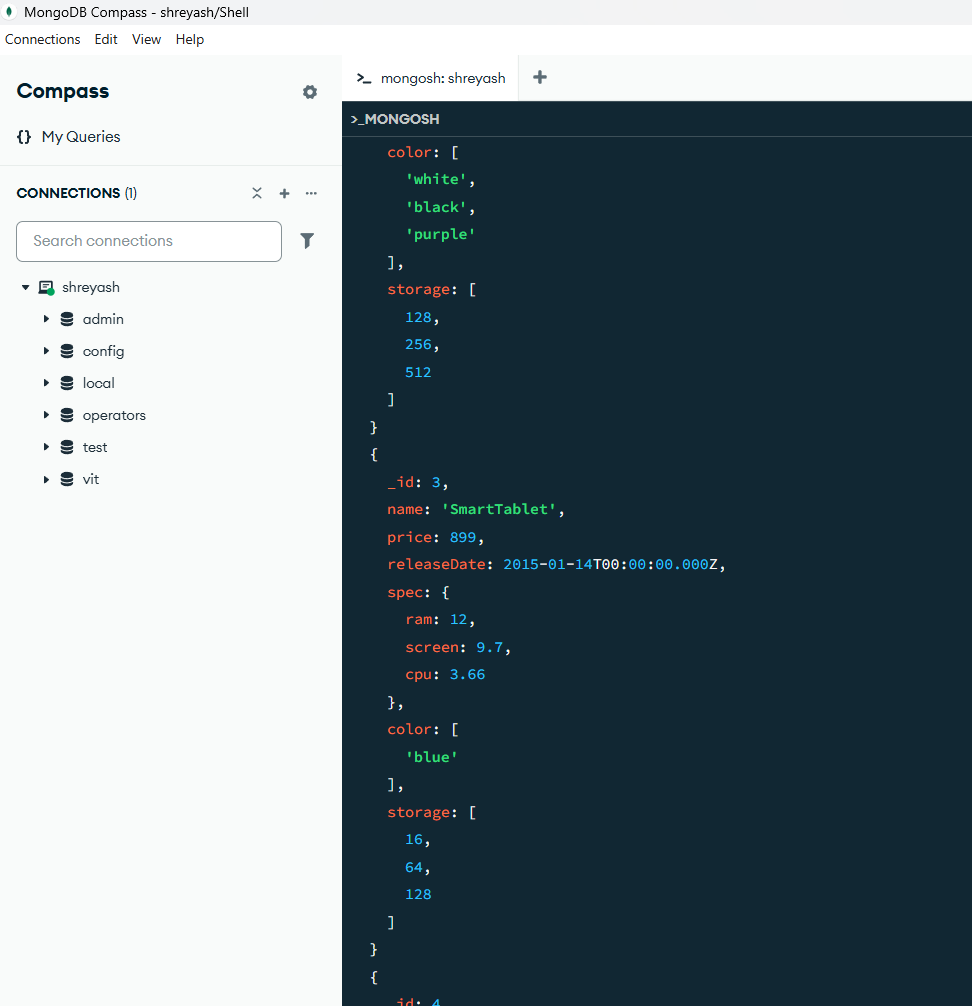 MongoDB Compass - shreyash/Shell
Connections Edit View Help
Compass
{} My Queries
CONNECTIONS (1)
Search connections
shreyash
admin
config
local
operators
test
vit
>_ mongosh: shreyash +
>_MONGOSH
color: [
'white',
'black',
'purple'
],
storage: [
128,
256,
512
]
}
{
_id: 3,
name: 'SmartTablet',
price: 899,
releaseDate: 2015-01-14T00:00:00.000Z,
spec: {
ram: 12,
screen: 9.7,
cpu: 3.66
},
color: [
'blue'
],
storage: [
16,
64,
128
]
}
{
_id: 4